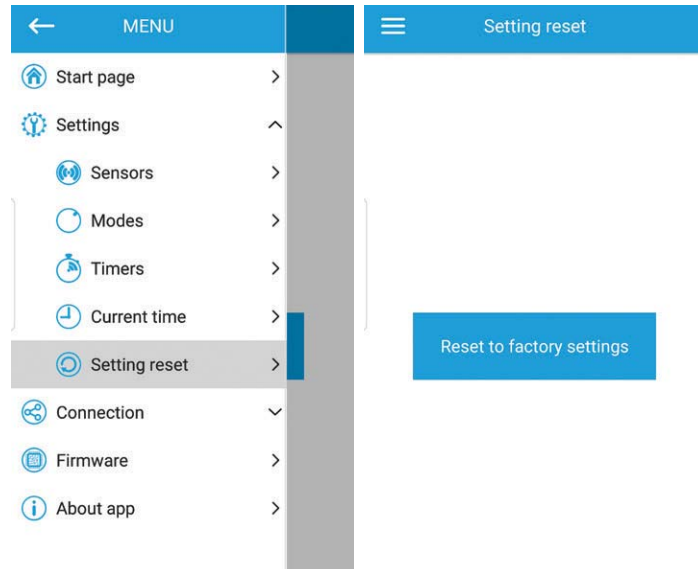 MENU
Start page
Settings
Sensors
Modes
Timers
Current time
Setting reset
Connection
Firmware
About app
Setting reset
Reset to factory settings